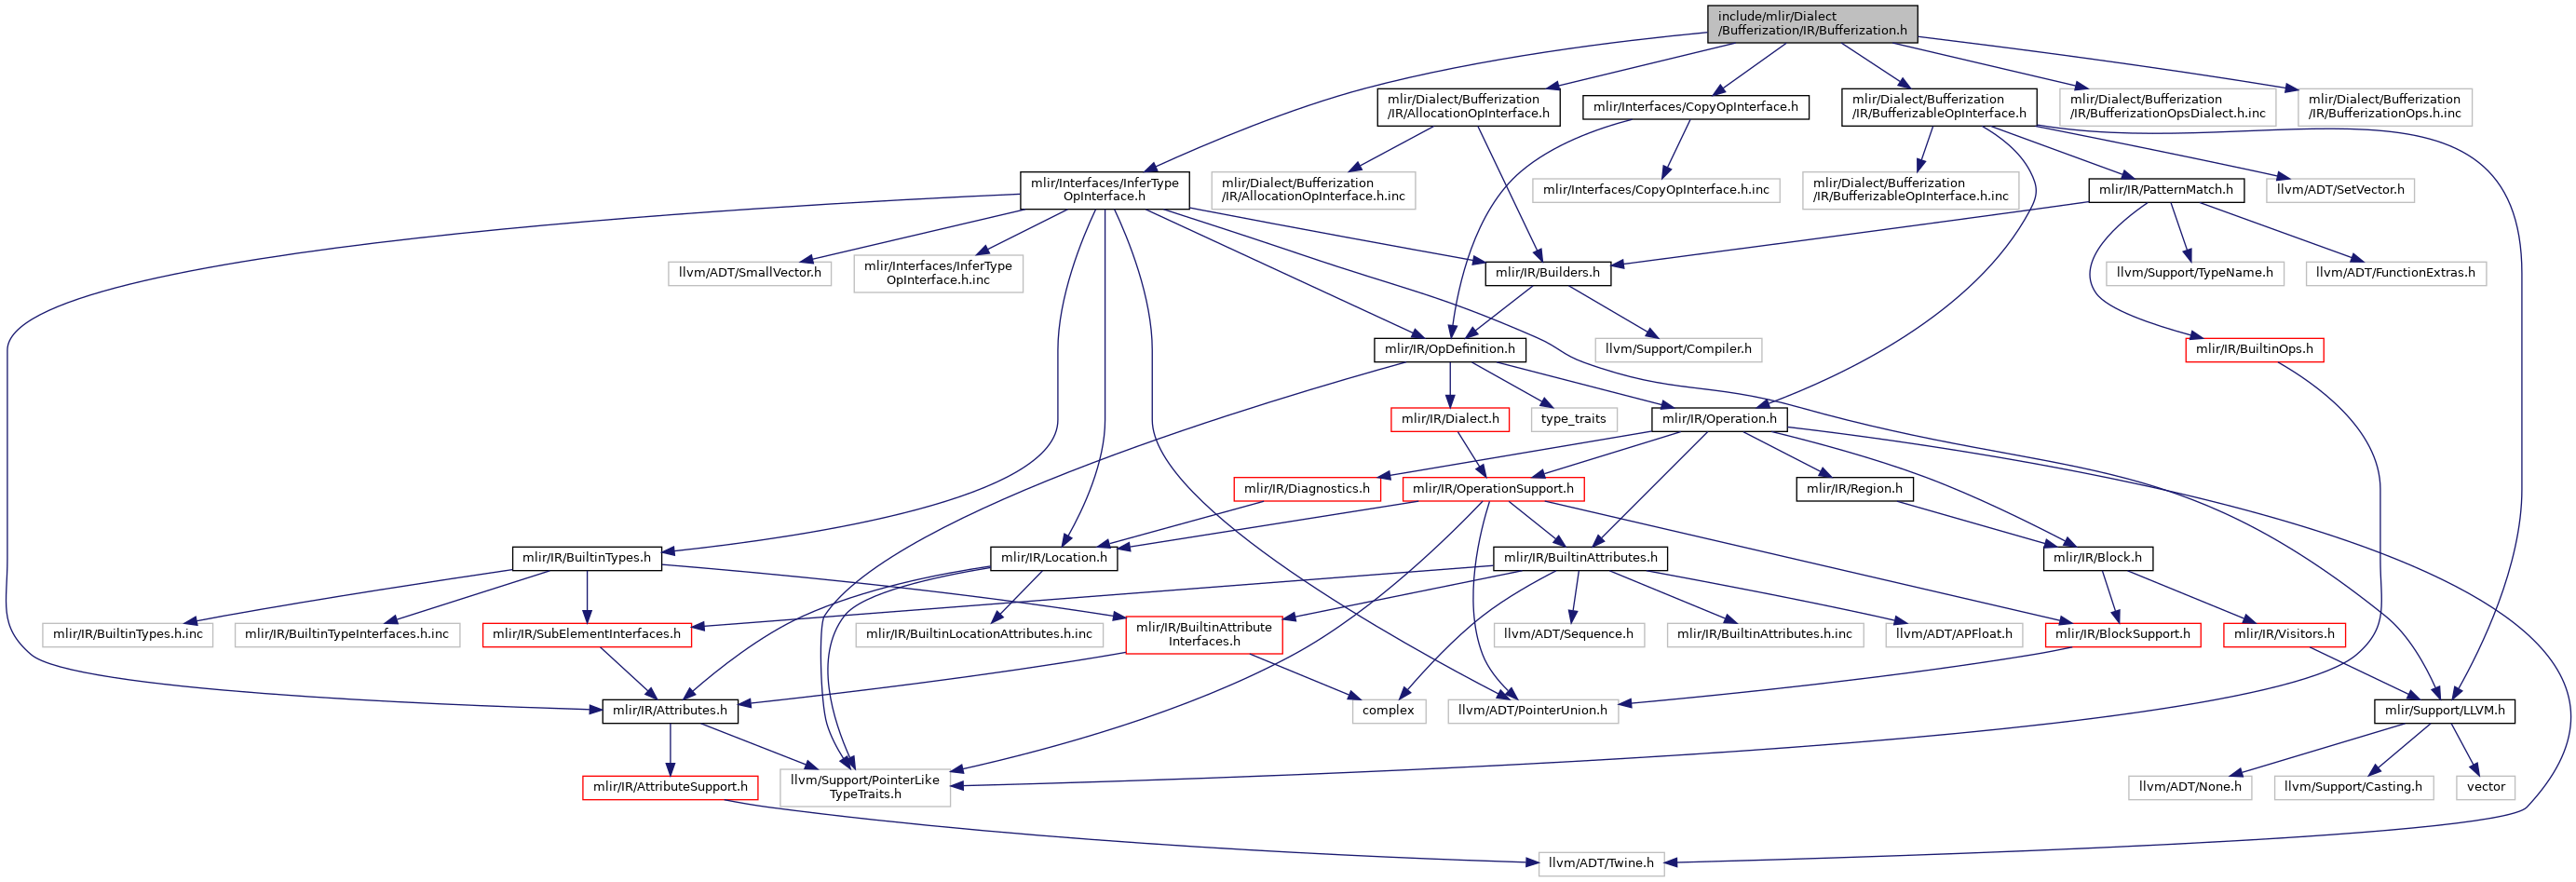 include/mlir/Dialect
/Bufferization/IR/Bufferization.h
mlir/Dialect/Bufferization
/IR/AllocationOpInterface.h
mlir/Interfaces/CopyOpInterface.h
mlir/Dialect/Bufferization
/IR/BufferizableOpInterface.h
mlir/Dialect/Bufferization
/IR/BufferizationOpsDialect.h.inc
mlir/Dialect/Bufferization
/IR/BufferizationOps.h.inc
mlir/Interfaces/InferType
OpInterface.h
mlir/Dialect/Bufferization
/IR/AllocationOpInterface.h.inc
mlir/Interfaces/CopyOpInterface.h.inc
mlir/Dialect/Bufferization
/IR/BufferizableOpInterface.h.inc
mlir/IR/PatternMatch.h
llvm/ADT/SetVector.h
llvm/ADT/SmallVector.h
mlir/Interfaces/InferType
OpInterface.h.inc
mlir/IR/Builders.h
llvm/Support/TypeName.h
llvm/ADT/FunctionExtras.h
mlir/IR/OpDefinition.h
llvm/Support/Compiler.h
mlir/IR/BuiltinOps.h
mlir/IR/Dialect.h
type_traits
mlir/IR/Operation.h
mlir/IR/Diagnostics.h
mlir/IR/OperationSupport.h
mlir/IR/Region.h
mlir/IR/BuiltinTypes.h
mlir/IR/Location.h
mlir/IR/BuiltinAttributes.h
mlir/IR/Block.h
mlir/IR/BuiltinTypes.h.inc
mlir/IR/BuiltinTypeInterfaces.h.inc
mlir/IR/SubElementInterfaces.h
mlir/IR/BuiltinLocationAttributes.h.inc
mlir/IR/BuiltinAttribute
Interfaces.h
llvm/ADT/Sequence.h
mlir/IR/BuiltinAttributes.h.inc
llvm/ADT/APFloat.h
mlir/IR/BlockSupport.h
mlir/IR/Visitors.h
mlir/IR/Attributes.h
complex
llvm/ADT/PointerUnion.h
mlir/Support/LLVM.h
mlir/IR/AttributeSupport.h
llvm/Support/PointerLike
TypeTraits.h
llvm/ADT/None.h
llvm/Support/Casting.h
vector
llvm/ADT/Twine.h